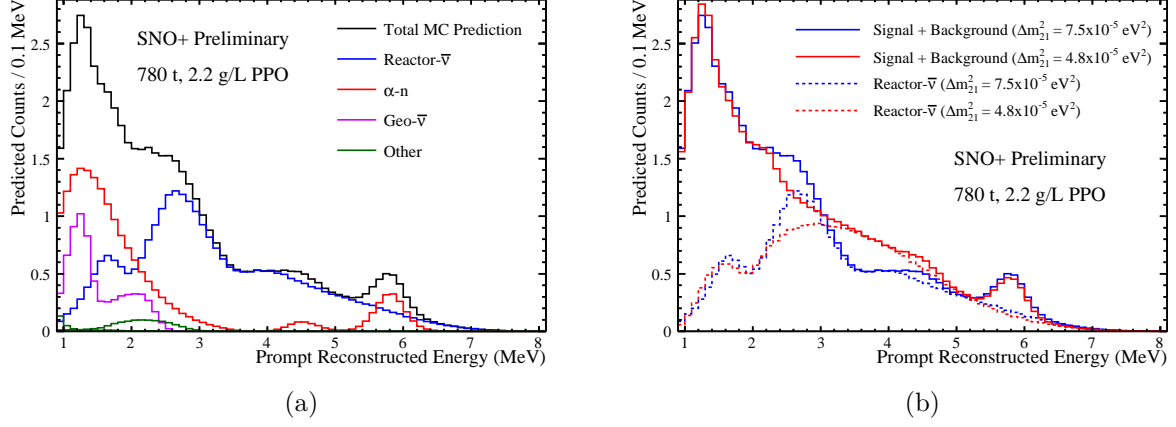 2.5
2
1.5
1
0.5
0
Predicted Counts / 0.1 MeV
SNO+ Preliminary
780 t, 2.2 g/L PPO
Total MC Prediction
Reactor-ν̅
α-n
Geo-ν̅
Other
1 2 3 4 5 6 7 8
Prompt Reconstructed Energy (MeV)
(a)
2.5
2
1.5
1
0.5
0
Predicted Counts / 0.1 MeV
Signal + Background (Δm²₂₁ = 7.5x10⁻⁵ eV²)
Signal + Background (Δm²₂₁ = 4.8x10⁻⁵ eV²)
Reactor-ν̅ (Δm²₂₁ = 7.5x10⁻⁵ eV²)
Reactor-ν̅ (Δm²₂₁ = 4.8x10⁻⁵ eV²)
SNO+ Preliminary
780 t, 2.2 g/L PPO
1 2 3 4 5 6 7 8
Prompt Reconstructed Energy (MeV)
(b)